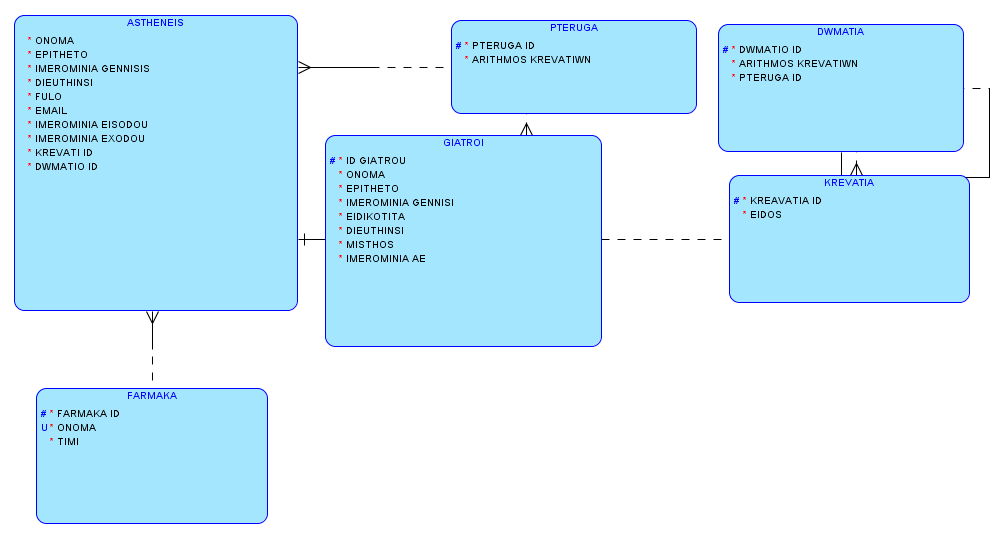 ASTHENEIS
* ONOMA
* EPITHETO
* IMEROMINIA GENNISIS
* DIEUTHINSI
* FULO
* EMAIL
* IMEROMINIA EISODOU
* IMEROMINIA EXODOU
* KREVATI ID
* DWMATIO ID
PTERUGA
# * PTERUGA ID
* ARITHMOS KREVATIWN
DWMATIA
# * DWMATIO ID
* ARITHMOS KREVATIWN
* PTERUGA ID
GIATROI
# * ID GIATROU
* ONOMA
* EPITHETO
* IMEROMINIA GENNISI
* EIDIKOTITA
* DIEUTHINSI
* MISTHOS
* IMEROMINIA AE
KREVATIA
# * KREAVATIA ID
* EIDOS
FARMAKA
# * FARMAKA ID
U * ONOMA
* TIMI